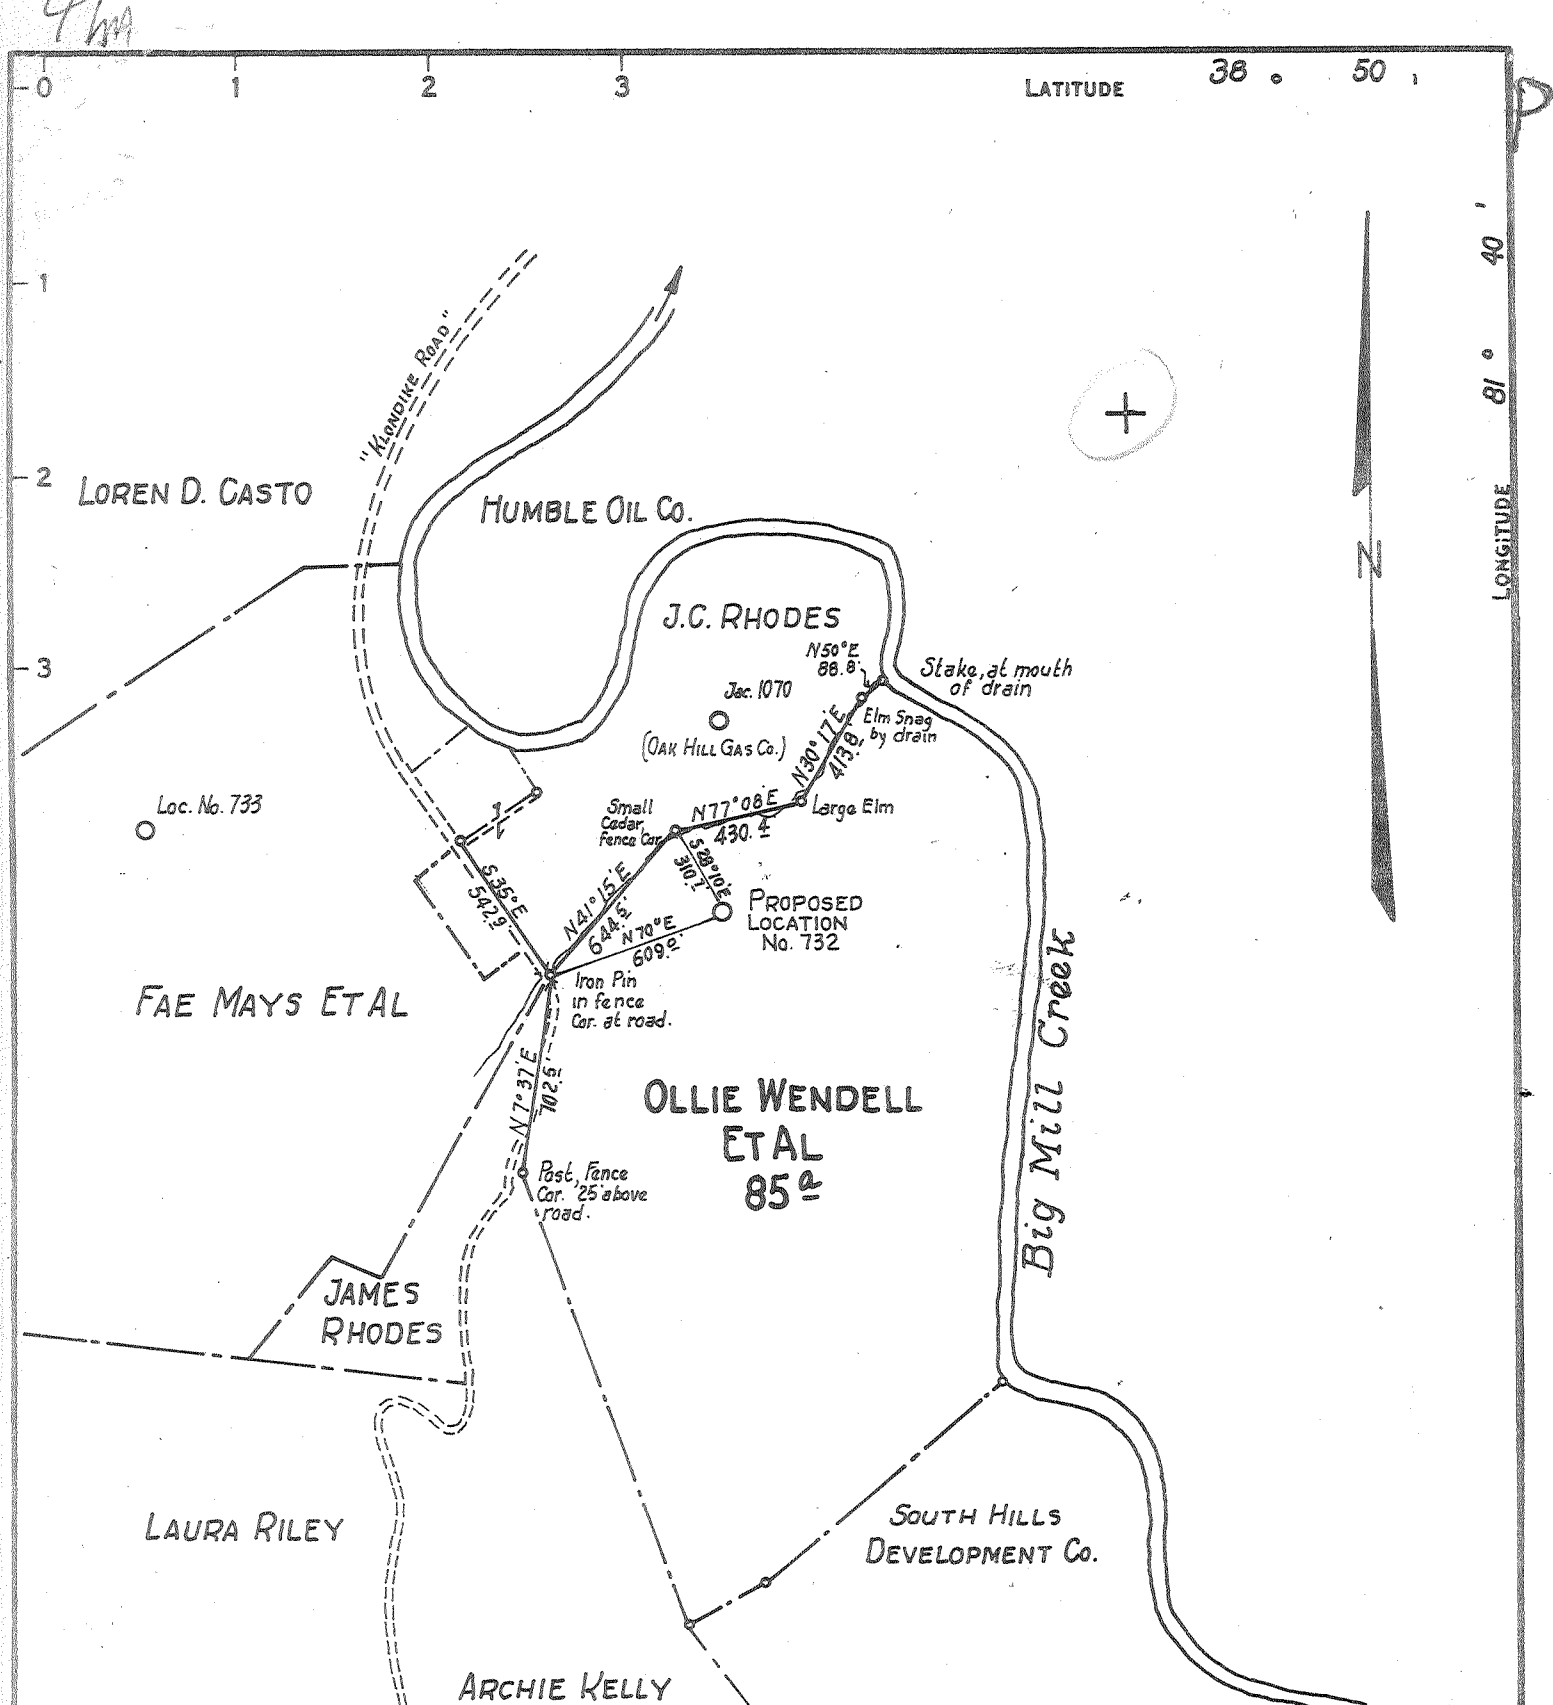 0 1 2 3 LATITUDE 38 ° 50 '
1
2
3
LONGITUDE 81 ° 40 '
N
"KLONDIKE ROAD"
LOREN D. CASTO
HUMBLE OIL CO.
J.C. RHODES
N50°E
88.8'
Stake, at mouth
of drain
Jac. 1070
(OAK HILL GAS CO.)
Elm Snag
by drain
N30°17'E
413.8'
Loc. No. 733
Small
Cedar,
fence Cor.
N77°08'E
430.4'
Large Elm
S28°10'E
310.7'
S35°E
542.9'
N41°15'E
644.5'
N70°E
609.0'
PROPOSED
LOCATION
No. 732
Iron Pin
in fence
Cor. at road.
FAE MAYS ET AL
N7°37'E
702.5'
OLLIE WENDELL
ET AL
85 a
Big Mill Creek
Post, Fence
Cor. 25' above
road.
JAMES
RHODES
LAURA RILEY
SOUTH HILLS
DEVELOPMENT CO.
ARCHIE KELLY